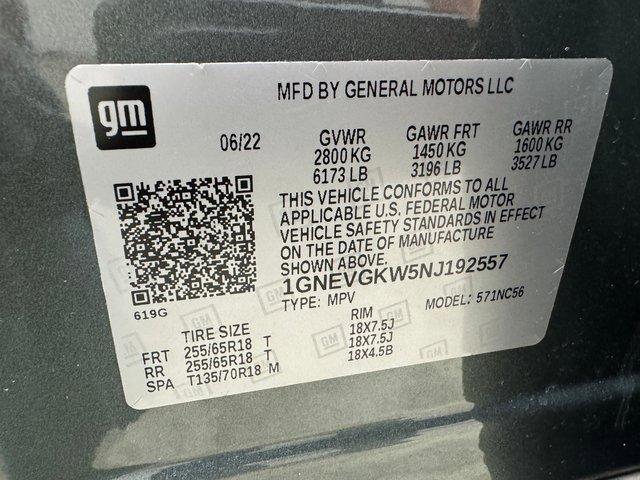 gm
MFD BY GENERAL MOTORS LLC
06/22
GVWR
2800 KG
6173 LB
GAWR FRT
1450 KG
3196 LB
GAWR RR
1600 KG
3527 LB
THIS VEHICLE CONFORMS TO ALL
APPLICABLE U.S. FEDERAL MOTOR
VEHICLE SAFETY STANDARDS IN EFFECT
ON THE DATE OF MANUFACTURE
SHOWN ABOVE.
1GNEVGKW5NJ192557
TYPE: MPV
MODEL: 571NC56
619G
TIRE SIZE
RIM
FRT 255/65R18 T 18X7.5J
RR 255/65R18 T 18X7.5J
SPA T135/70R18 M 18X4.5B